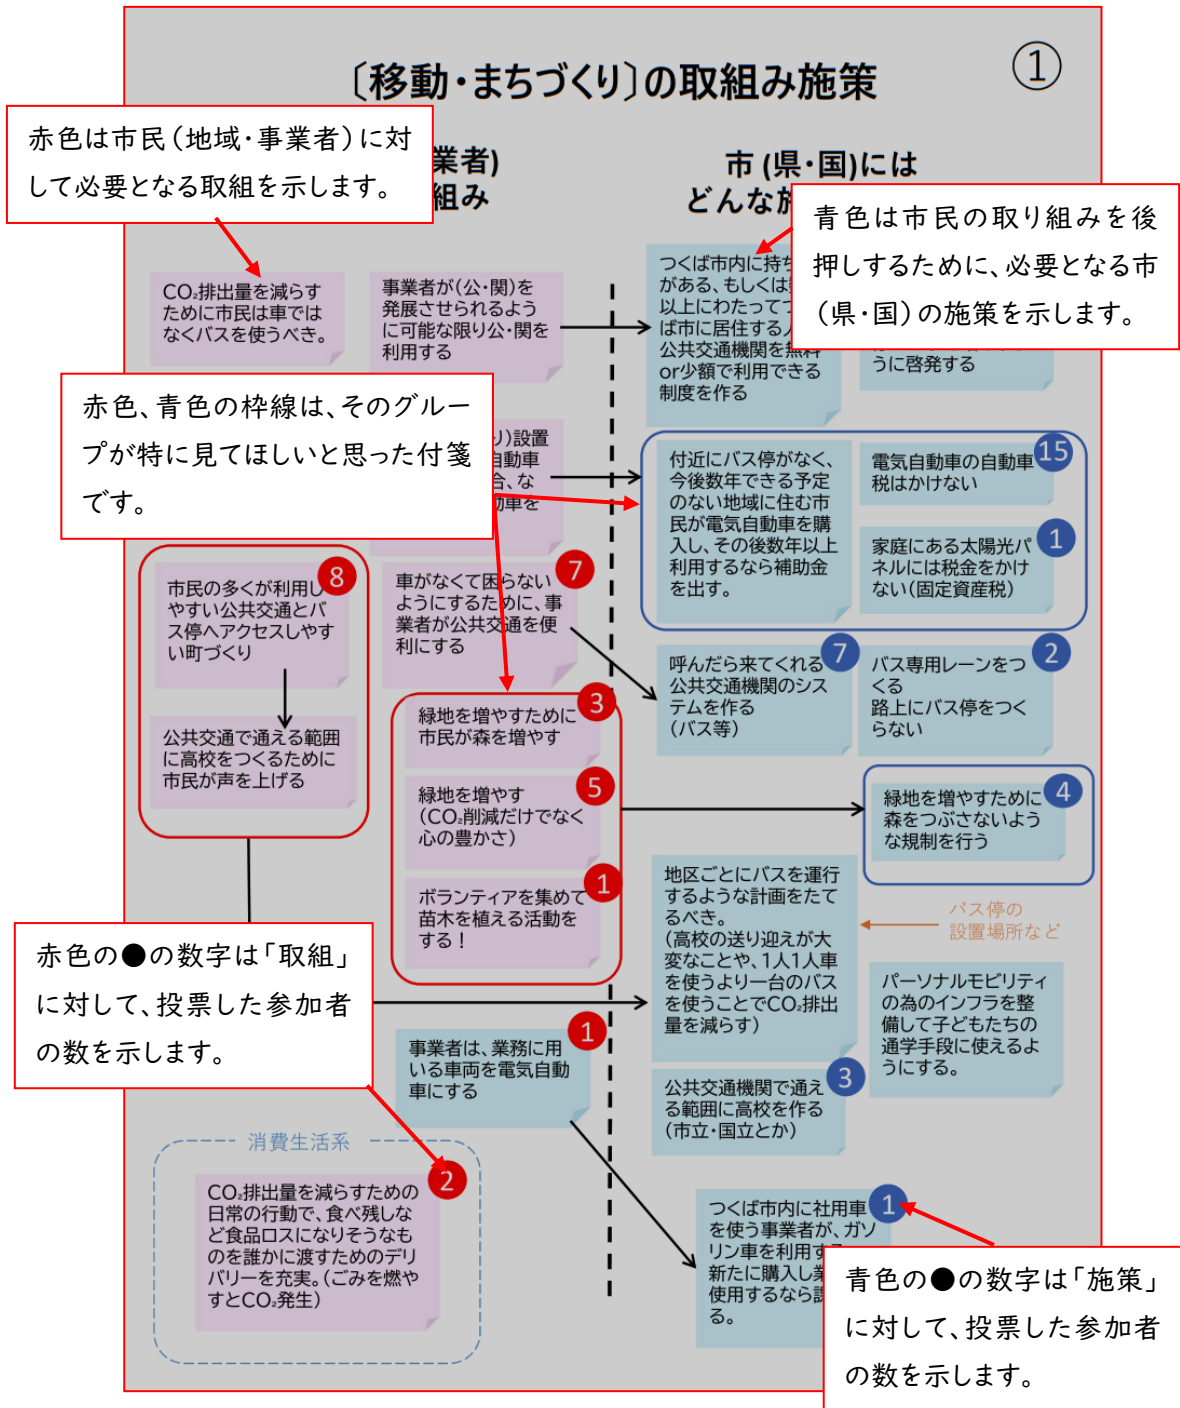 〔移動・まちづくり〕の取組み施策
①
赤色は市民（地域・事業者）に対
して必要となる取組を示します。
業者)
組み
市 (県・国)には
どんな施
青色は市民の取り組みを後
押しするために、必要となる市
（県・国）の施策を示します。
CO₂排出量を減らす
ために市民は車では
なくバスを使うべき。
事業者が(公・関)を
発展させられるよう
に可能な限り公・関を
利用する
つくば市内に持ち
がある、もしくは
以上にわたってつ
ば市に居住する人
公共交通機関を無料
or少額で利用できる
制度を作る
うに啓発する
赤色、青色の枠線は、そのグルー
プが特に見てほしいと思った付箋
です。
り)設置
自動車
合、な
動車を
付近にバス停がなく、
今後数年できる予定
のない地域に住む市
民が電気自動車を購
入し、その後数年以上
利用するなら補助金
を出す。
電気自動車の自動車
税はかけない
15
家庭にある太陽光パ
ネルには税金をかけ
ない(固定資産税)
1
市民の多くが利用し
やすい公共交通とバ
ス停へアクセスしやす
い町づくり
8
公共交通で通える範囲
に高校をつくるために
市民が声を上げる
車がなくて困らない
ようにするために、事
業者が公共交通を便
利にする
7
呼んだら来てくれる
公共交通機関のシス
テムを作る
(バス等)
7
バス専用レーンをつ
くる
路上にバス停をつく
らない
2
緑地を増やすために
市民が森を増やす
3
緑地を増やす
(CO₂削減だけでなく
心の豊かさ)
5
ボランティアを集めて
苗木を植える活動を
する！
1
緑地を増やすために
森をつぶさないよう
な規制を行う
4
地区ごとにバスを運行
するような計画をたて
るべき。
(高校の送り迎えが大
変なことや、1人1人車
を使うより一台のバス
を使うことでCO₂排出
量を減らす)
バス停の
設置場所など
赤色の●の数字は「取組」
に対して、投票した参加者
の数を示します。
パーソナルモビリティ
の為のインフラを整
備して子どもたちの
通学手段に使えるよ
うにする。
事業者は、業務に用
いる車両を電気自動
車にする
1
公共交通機関で通え
る範囲に高校を作る
(市立・国立とか)
3
消費生活系
CO₂排出量を減らすための
日常の行動で、食べ残しな
ど食品ロスになりそうなも
のを誰かに渡すためのデリ
バリーを充実。(ごみを燃や
すとCO₂発生)
2
つくば市内に社用車
を使う事業者が、ガソ
リン車を利用す
新たに購入し業
使用するなら課
る。
1
青色の●の数字は「施策」
に対して、投票した参加者
の数を示します。